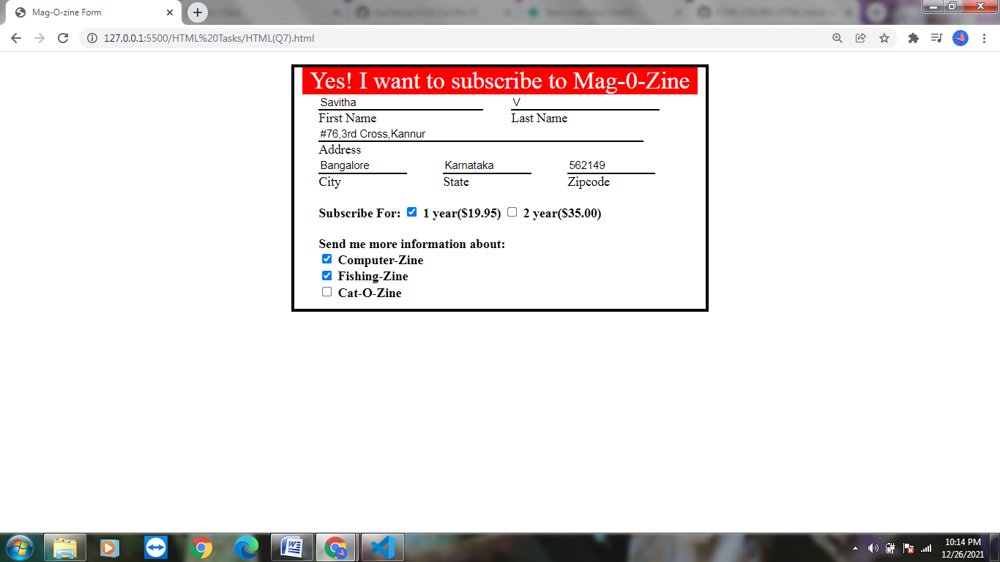 Mag-O-zine Form
127.0.0.1:5500/HTML%20Tasks/HTML(Q7).html
Yes! I want to subscribe to Mag-0-Zine
Savitha V
First Name Last Name
#76,3rd Cross,Kannur
Address
Bangalore Karnataka 562149
City State Zipcode
Subscribe For: 1 year($19.95) 2 year($35.00)
Send me more information about:
Computer-Zine
Fishing-Zine
Cat-O-Zine
10:14 PM
12/26/2021